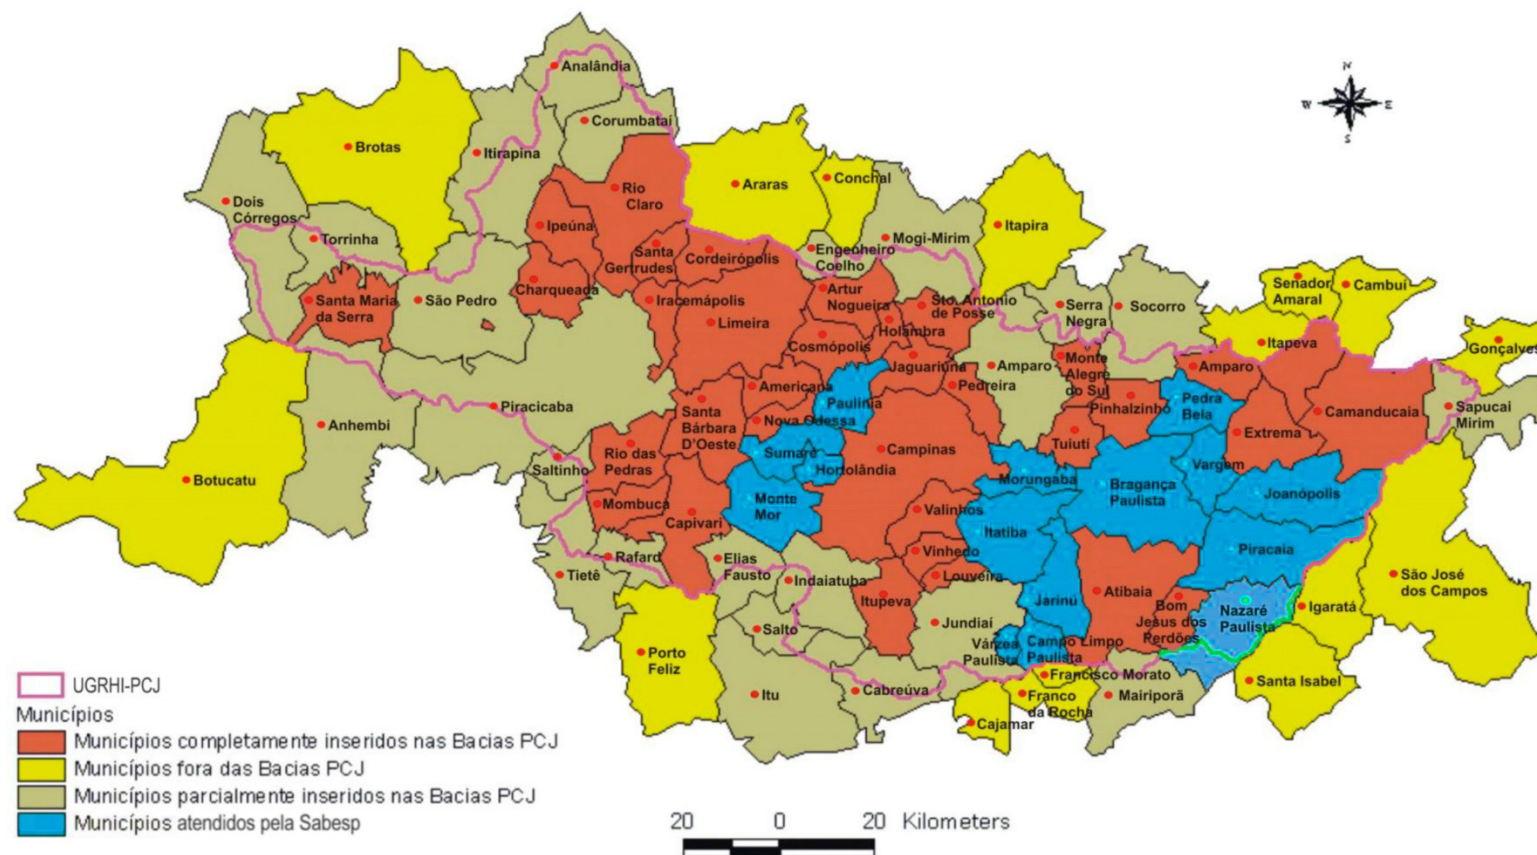 N
W E
S
Analândia
Corumbataí
Brotas
Itirapina
Araras
Conchal
Rio
Claro
Dois
Córregos
Ipeúna
Itapira
Torrinha
Mogi-Mirim
Santa
Gertrudes
Cordeirópolis
Engenheiro
Coelho
Charqueada
Senador
Amaral
Cambuí
Santa Maria
da Serra
São Pedro
Iracemápolis
Artur
Nogueira
Sto. Antonio
de Posse
Serra
Negra
Socorro
Limeira
Holambra
Cosmópolis
Itapeva
Gonçalves
Jaguariúna
Amparo
Monte
Alegre
do Sul
Amparo
Americana
Pedreira
Pinhalzinho
Pedra
Bela
Camanducaia
Sapucai
Mirim
Piracicaba
Santa
Bárbara
D'Oeste
Paulínia
Anhembi
Nova Odessa
Tuiutí
Extrema
Rio das
Pedras
Sumaré
Campinas
Saltinho
Hortolândia
Morungaba
Bragança
Paulista
Vargem
Botucatu
Joanópolis
Mombuca
Capivari
Monte
Mor
Valinhos
Itatiba
Piracaia
Rafard
Elias
Fausto
Vinhedo
Tietê
Indaiatuba
Louveira
São José
dos Campos
Itupeva
Jarinú
Atibaia
Bom
Jesus dos
Perdões
Nazaré
Paulista
Igaratá
Salto
Jundiaí
Várzea
Paulista
Campo Limpo
Paulista
Porto
Feliz
Itu
Cabreúva
Francisco Morato
Franco
da Rocha
Mairiporã
Santa Isabel
Cajamar
UGRHI-PCJ
Municípios
Municípios completamente inseridos nas Bacias PCJ
Municípios fora das Bacias PCJ
Municípios parcialmente inseridos nas Bacias PCJ
Municípios atendidos pela Sabesp
20 0 20 Kilometers